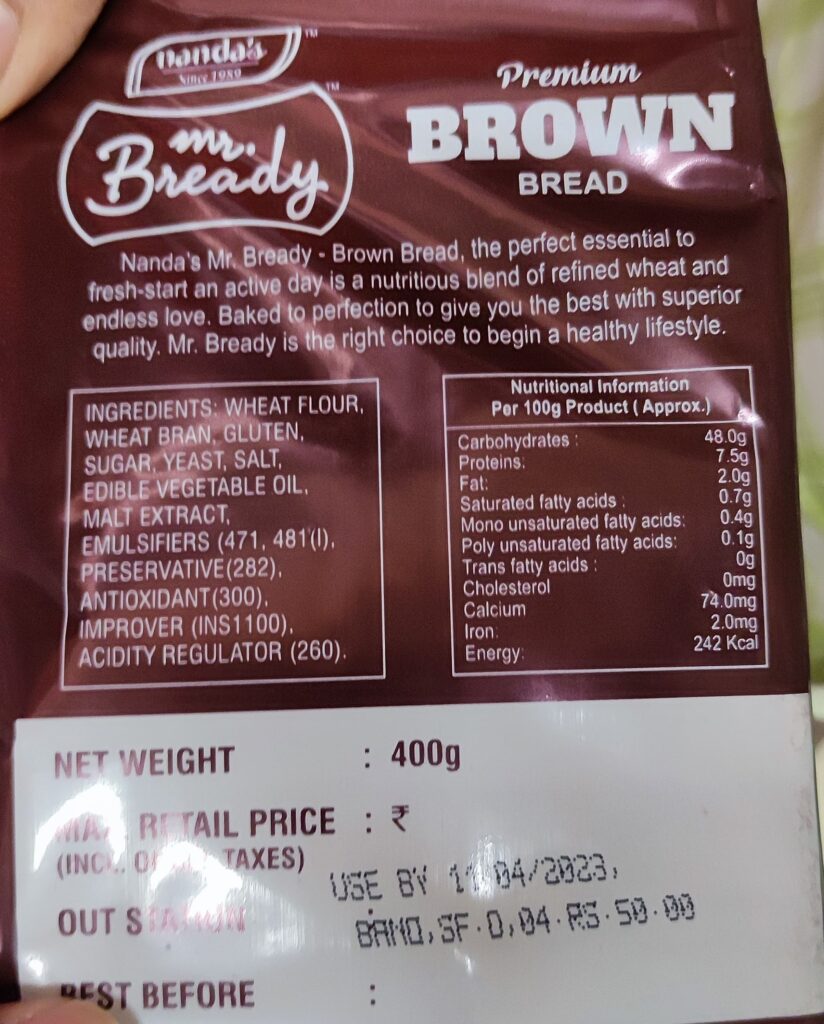 nanda's
Since 1989
TM
mr.
Bready
TM
Premium
BROWN
BREAD
Nanda's Mr. Bready - Brown Bread, the perfect essential to
fresh-start an active day is a nutritious blend of refined wheat and
endless love. Baked to perfection to give you the best with superior
quality. Mr. Bready is the right choice to begin a healthy lifestyle.
INGREDIENTS: WHEAT FLOUR,
WHEAT BRAN, GLUTEN,
SUGAR, YEAST, SALT,
EDIBLE VEGETABLE OIL,
MALT EXTRACT,
EMULSIFIERS (471, 481(I),
PRESERVATIVE(282),
ANTIOXIDANT(300),
IMPROVER (INS1100),
ACIDITY REGULATOR (260).
Nutritional Information
Per 100g Product ( Approx.)
Carbohydrates : 48.0g
Proteins: 7.5g
Fat: 2.0g
Saturated fatty acids : 0.7g
Mono unsaturated fatty acids: 0.4g
Poly unsaturated fatty acids: 0.1g
Trans fatty acids : 0g
Cholesterol 0mg
Calcium 74.0mg
Iron: 2.0mg
Energy: 242 Kcal
NET WEIGHT : 400g
RETAIL PRICE : ₹
TAXES)
USE BY 11/04/2023,
OUT STATION
SF.D,04.RS.50.00
BEST BEFORE :